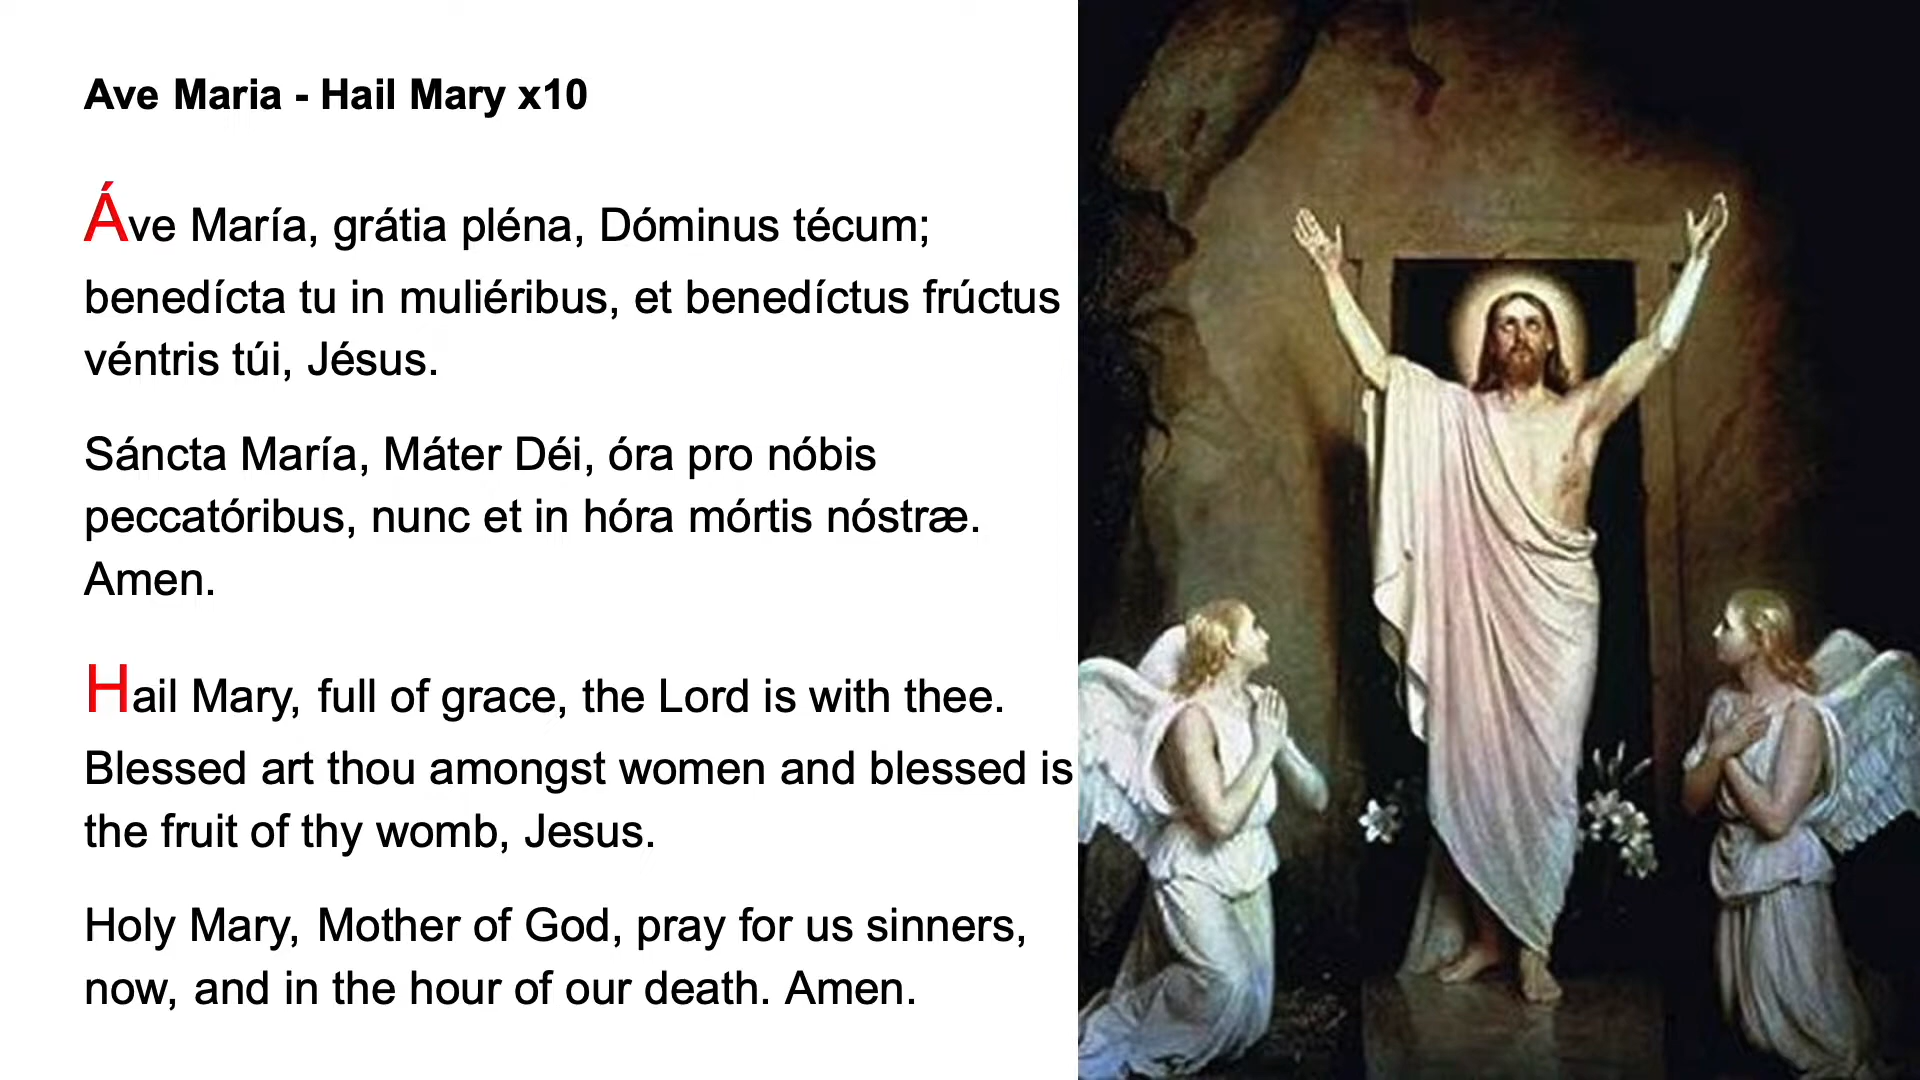 Ave Maria - Hail Mary x10
Áve María, grátia pléna, Dóminus técum;
benedícta tu in muliéribus, et benedíctus frúctus
véntris túi, Jésus.
Sáncta María, Máter Déi, óra pro nóbis
peccatóribus, nunc et in hóra mórtis nóstræ.
Amen.
Hail Mary, full of grace, the Lord is with thee.
Blessed art thou amongst women and blessed is
the fruit of thy womb, Jesus.
Holy Mary, Mother of God, pray for us sinners,
now, and in the hour of our death. Amen.